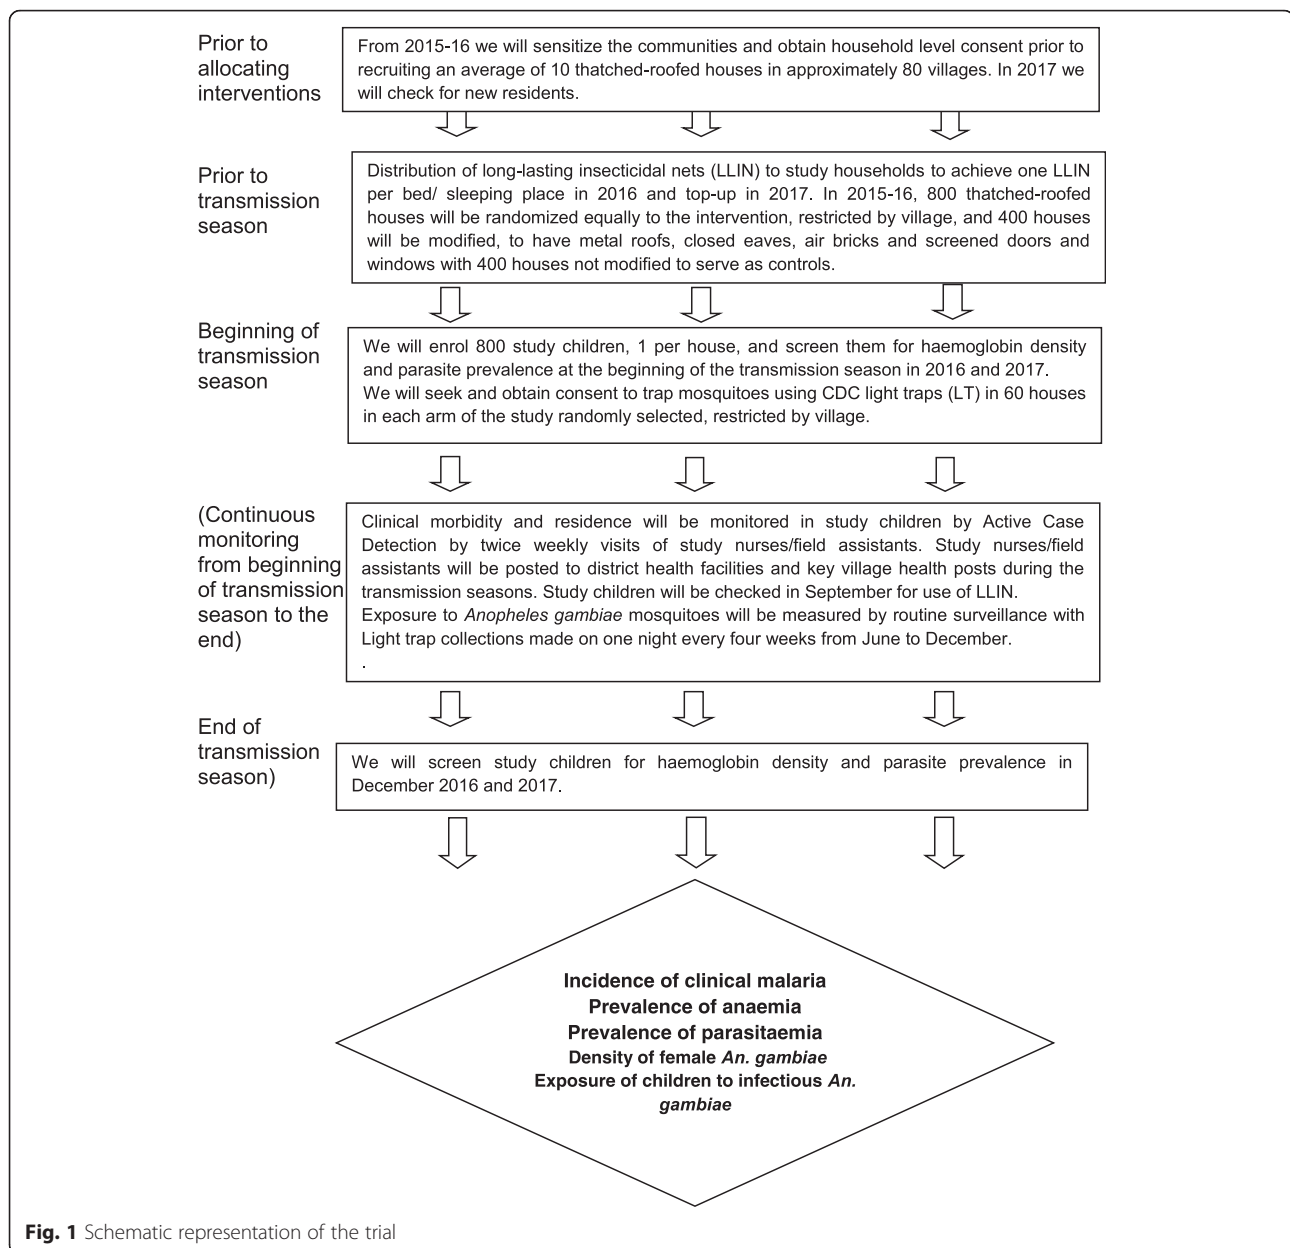 Prior to
allocating
interventions
From 2015-16 we will sensitize the communities and obtain household level consent prior to
recruiting an average of 10 thatched-roofed houses in approximately 80 villages. In 2017 we
will check for new residents.
Prior to
transmission
season
Distribution of long-lasting insecticidal nets (LLIN) to study households to achieve one LLIN
per bed/ sleeping place in 2016 and top-up in 2017. In 2015-16, 800 thatched-roofed
houses will be randomized equally to the intervention, restricted by village, and 400 houses
will be modified, to have metal roofs, closed eaves, air bricks and screened doors and
windows with 400 houses not modified to serve as controls.
Beginning of
transmission
season
We will enrol 800 study children, 1 per house, and screen them for haemoglobin density
and parasite prevalence at the beginning of the transmission season in 2016 and 2017.
We will seek and obtain consent to trap mosquitoes using CDC light traps (LT) in 60 houses
in each arm of the study randomly selected, restricted by village.
(Continuous
monitoring
from beginning
of transmission
season to the
end)
Clinical morbidity and residence will be monitored in study children by Active Case
Detection by twice weekly visits of study nurses/field assistants. Study nurses/field
assistants will be posted to district health facilities and key village health posts during the
transmission seasons. Study children will be checked in September for use of LLIN.
Exposure to Anopheles gambiae mosquitoes will be measured by routine surveillance with
Light trap collections made on one night every four weeks from June to December.
.
End of
transmission
season)
We will screen study children for haemoglobin density and parasite prevalence in
December 2016 and 2017.
Incidence of clinical malaria
Prevalence of anaemia
Prevalence of parasitaemia
Density of female An. gambiae
Exposure of children to infectious An.
gambiae
Fig. 1 Schematic representation of the trial